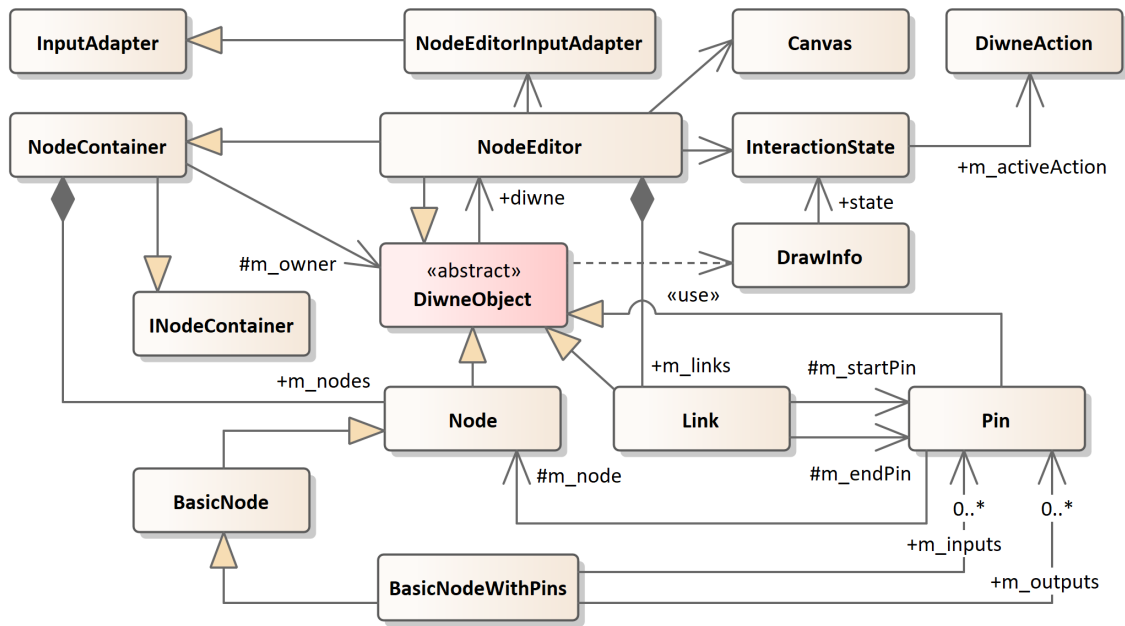 InputAdapter
NodeEditorInputAdapter
Canvas
DiwneAction
NodeContainer
NodeEditor
InteractionState
+m_activeAction
+diwne
+state
#m_owner
«abstract»
DiwneObject
DrawInfo
«use»
INodeContainer
+m_nodes
+m_links
#m_startPin
Node
Link
Pin
#m_node
#m_endPin
BasicNode
0..*
0..*
+m_inputs
BasicNodeWithPins
+m_outputs